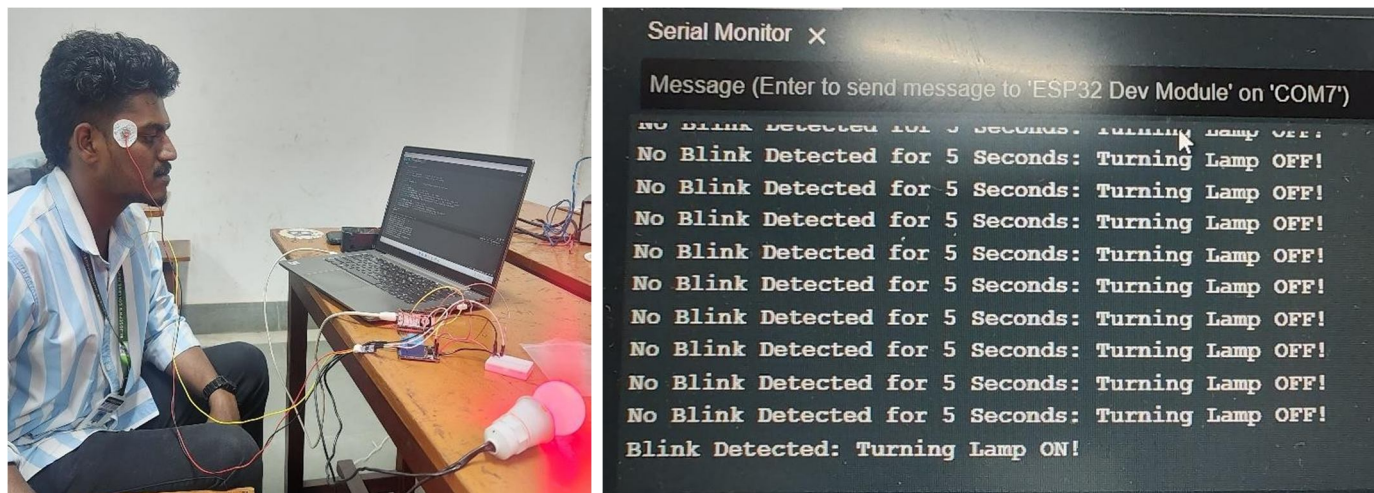 Serial Monitor ×
Message (Enter to send message to 'ESP32 Dev Module' on 'COM7')
No Blink Detected for 5 Seconds: Turning Lamp OFF!
No Blink Detected for 5 Seconds: Turning Lamp OFF!
No Blink Detected for 5 Seconds: Turning Lamp OFF!
No Blink Detected for 5 Seconds: Turning Lamp OFF!
No Blink Detected for 5 Seconds: Turning Lamp OFF!
No Blink Detected for 5 Seconds: Turning Lamp OFF!
No Blink Detected for 5 Seconds: Turning Lamp OFF!
No Blink Detected for 5 Seconds: Turning Lamp OFF!
No Blink Detected for 5 Seconds: Turning Lamp OFF!
No Blink Detected for 5 Seconds: Turning Lamp OFF!
Blink Detected: Turning Lamp ON!